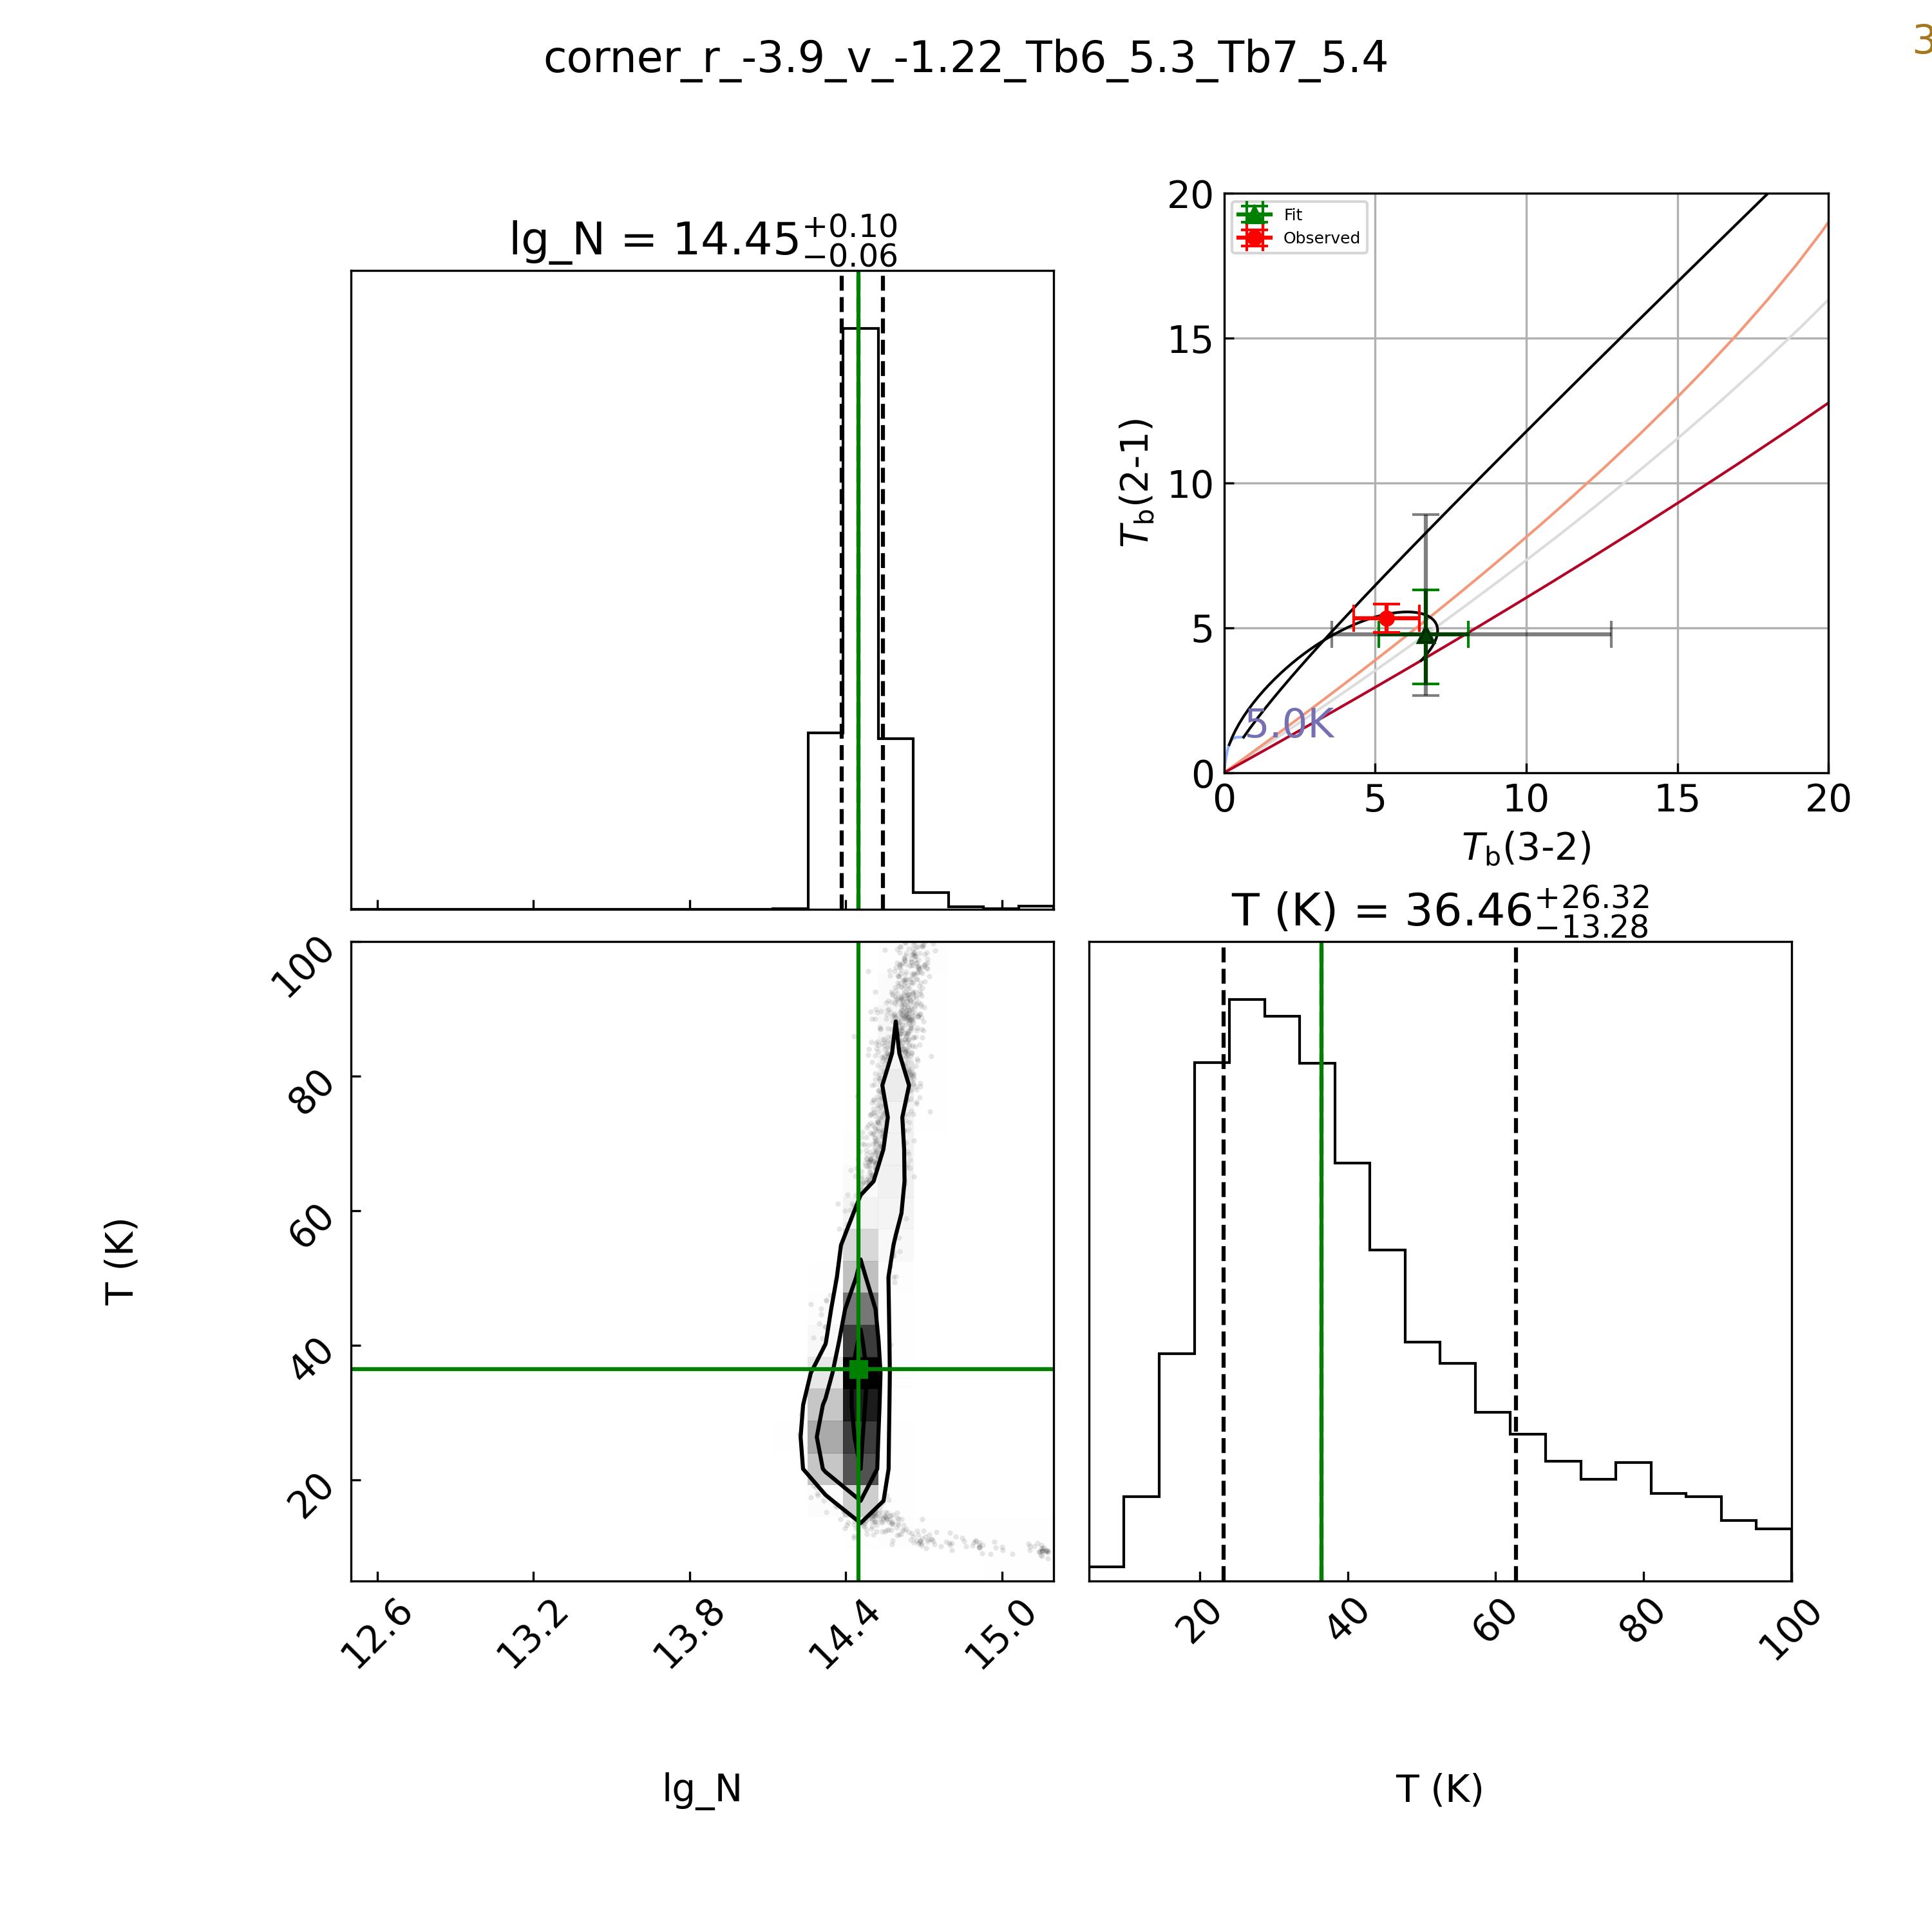 corner_r_-3.9_v_-1.22_Tb6_5.3_Tb7_5.4
3
lg_N = 14.45+0.10−0.06
20
15
10
5
0
Tb(2-1)
Fit
Observed
5.0K
0 5 10 15 20
Tb(3-2)
T (K) = 36.46+26.32−13.28
100
80
60
40
20
T (K)
12.6 13.2 13.8 14.4 15.0
lg_N
20 40 60 80 100
T (K)